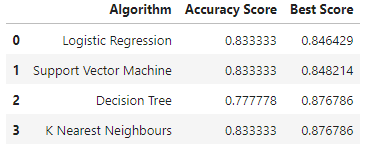 Algorithm Accuracy Score Best Score
0 Logistic Regression 0.833333 0.846429
1 Support Vector Machine 0.833333 0.848214
2 Decision Tree 0.777778 0.876786
3 K Nearest Neighbours 0.833333 0.876786